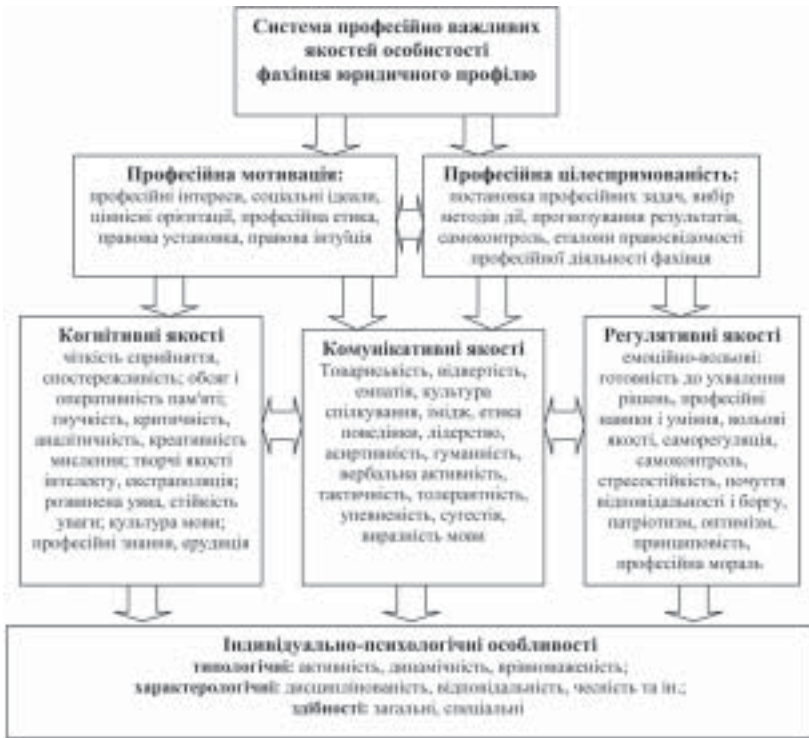 Система професійно важливих
якостей особистості
фахівця юридичного профілю
Професійна мотивація:
професійні інтереси, соціальні ідеали,
ціннісні орієнтації, професійна етика,
правова установка, правова інтуїція
Професійна цілеспрямованість:
постановка професійних задач, вибір
методів дії, прогнозування результатів,
самоконтроль, еталони правосвідомості
професійної діяльності фахівця
Когнітивні якості
чіткість сприйняття,
спостережливість; обсяг і
оперативність пам'яті;
гнучкість, критичність,
аналітичність, креативність
мислення; творчі якості
інтелекту, екстраполяція;
розвинена уява, стійкість
уваги; культура мови;
професійні знання, ерудиція
Комунікативні якості
Товариськість, відвертість,
емпатія, культура
спілкування, імідж, етика
поведінки, лідерство,
асиртивність, гуманність,
вербальна активність,
тактичність, толерантність,
упевненість, сугестія,
виразність мови
Регулятивні якості
емоційно-вольові:
готовність до ухвалення
рішень, професійні
навики і уміння, вольові
якості, саморегуляція,
самоконтроль,
стресостійкість, почуття
відповідальності і боргу,
патріотизм, оптимізм,
принциповість,
професійна мораль
Індивідуально-психологічні особливості
типологічні: активність, динамічність, врівноваженість;
характерологічні: дисциплінованість, відповідальність, чесність та ін.;
здібності: загальні, спеціальні